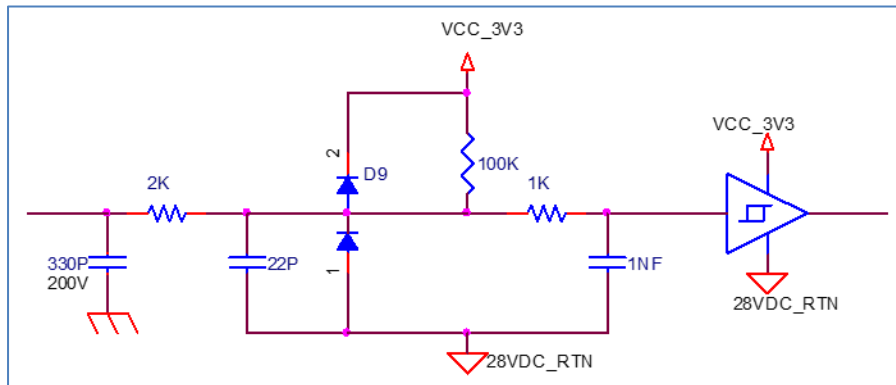 VCC_3V3
VCC_3V3
2
D9
100K
2K
1K
330P
200V
22P
1
1NF
28VDC_RTN
28VDC_RTN